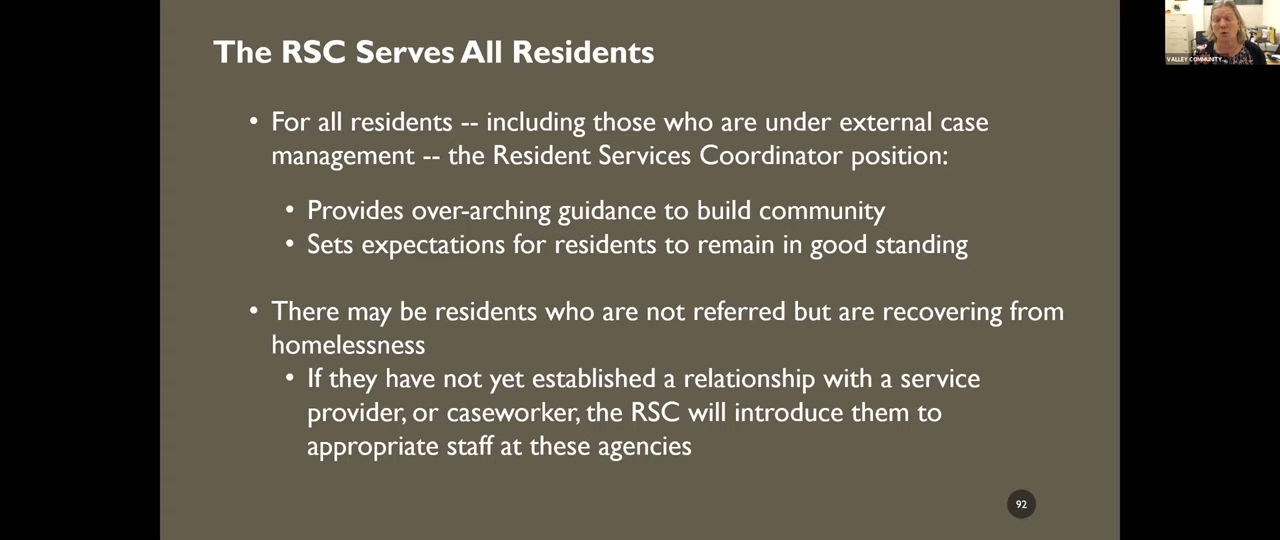 The RSC Serves All Residents
VALLEY COMMUNITY
• For all residents -- including those who are under external case
management -- the Resident Services Coordinator position:
• Provides over-arching guidance to build community
• Sets expectations for residents to remain in good standing
• There may be residents who are not referred but are recovering from
homelessness
• If they have not yet established a relationship with a service
provider, or caseworker, the RSC will introduce them to
appropriate staff at these agencies
92